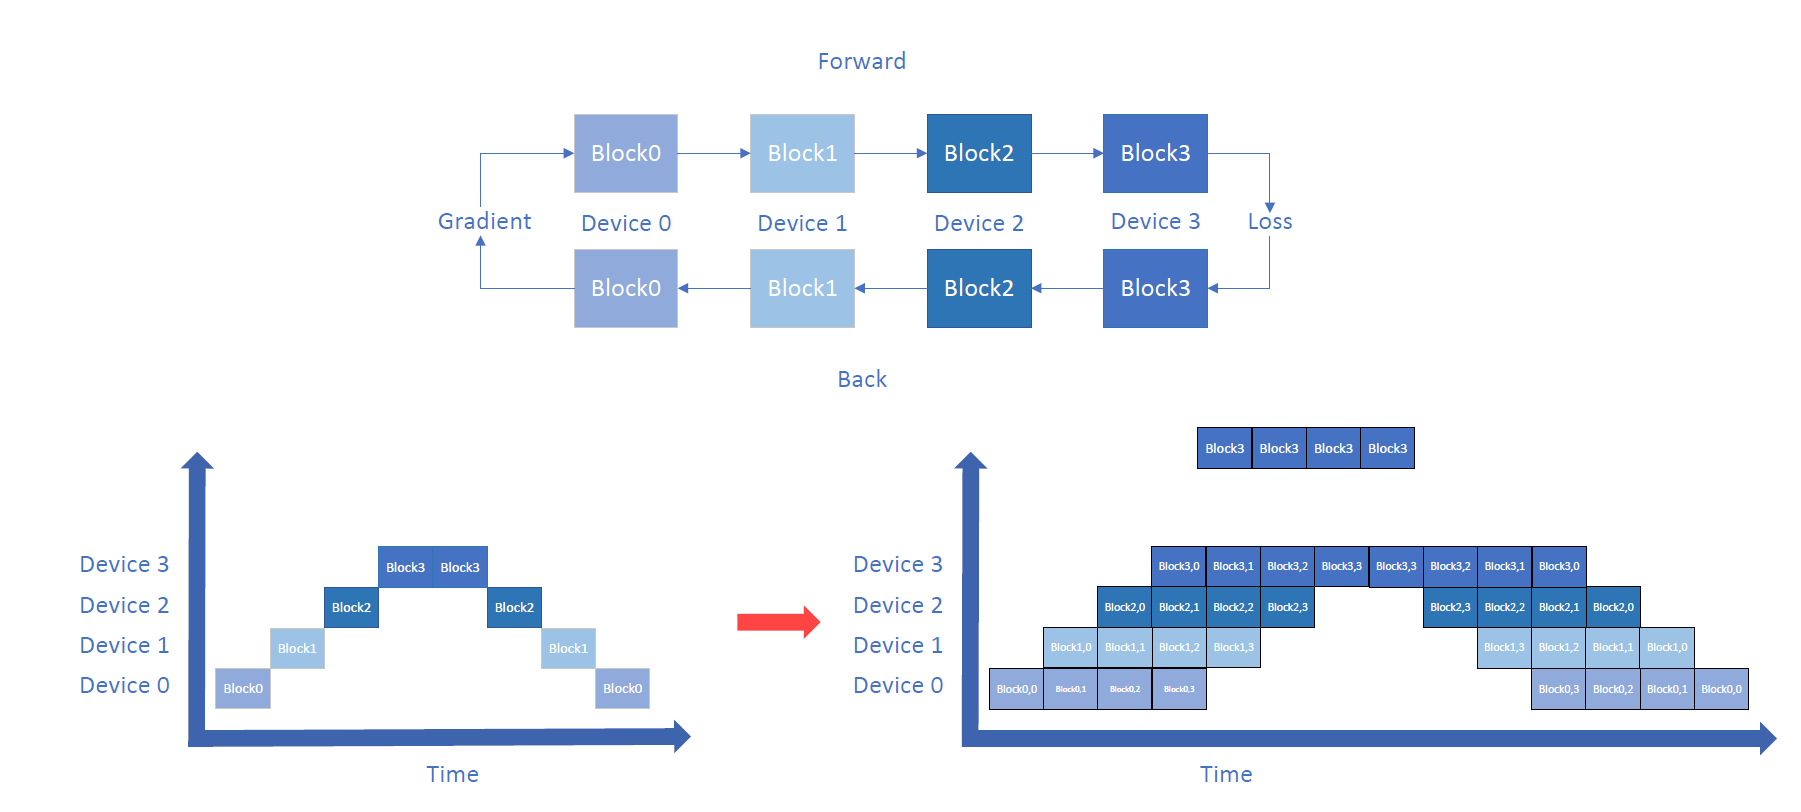 Forward
Block0 Block1 Block2 Block3
Gradient Device 0 Device 1 Device 2 Device 3 Loss
Block0 Block1 Block2 Block3
Back
Block3 Block3 Block3 Block3
Device 3 Block3 Block3
Device 2 Block2 Block2
Device 1 Block1 Block1
Device 0 Block0 Block0
Time
Device 3 Block3,0 Block3,1 Block3,2 Block3,3 Block3,3 Block3,2 Block3,1 Block3,0
Device 2 Block2,0 Block2,1 Block2,2 Block2,3 Block2,3 Block2,2 Block2,1 Block2,0
Device 1 Block1,0 Block1,1 Block1,2 Block1,3 Block1,3 Block1,2 Block1,1 Block1,0
Device 0 Block0,0 Block0,1 Block0,2 Block0,3 Block0,3 Block0,2 Block0,1 Block0,0
Time